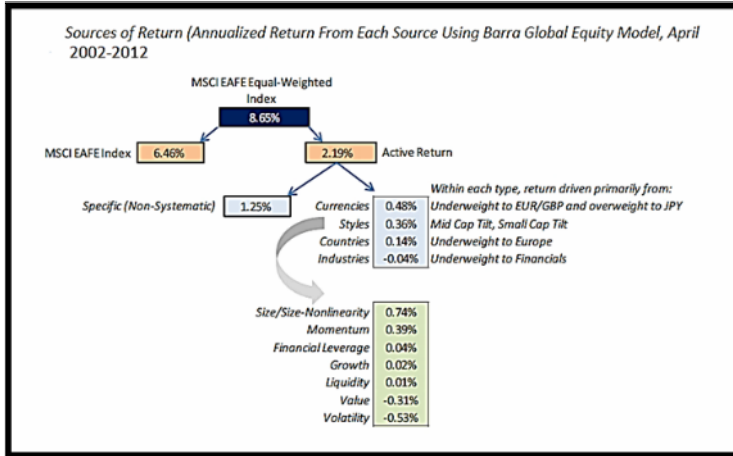 Sources of Return (Annualized Return From Each Source Using Barra Global Equity Model, April
2002-2012
MSCI EAFE Equal-Weighted
Index
8.65%
MSCI EAFE Index 6.46% 2.19% Active Return
Within each type, return driven primarily from:
Specific (Non-Systematic) 1.25% Currencies 0.48% Underweight to EUR/GBP and overweight to JPY
Styles 0.36% Mid Cap Tilt, Small Cap Tilt
Countries 0.14% Underweight to Europe
Industries -0.04% Underweight to Financials
Size/Size-Nonlinearity 0.74%
Momentum 0.39%
Financial Leverage 0.04%
Growth 0.02%
Liquidity 0.01%
Value -0.31%
Volatility -0.53%